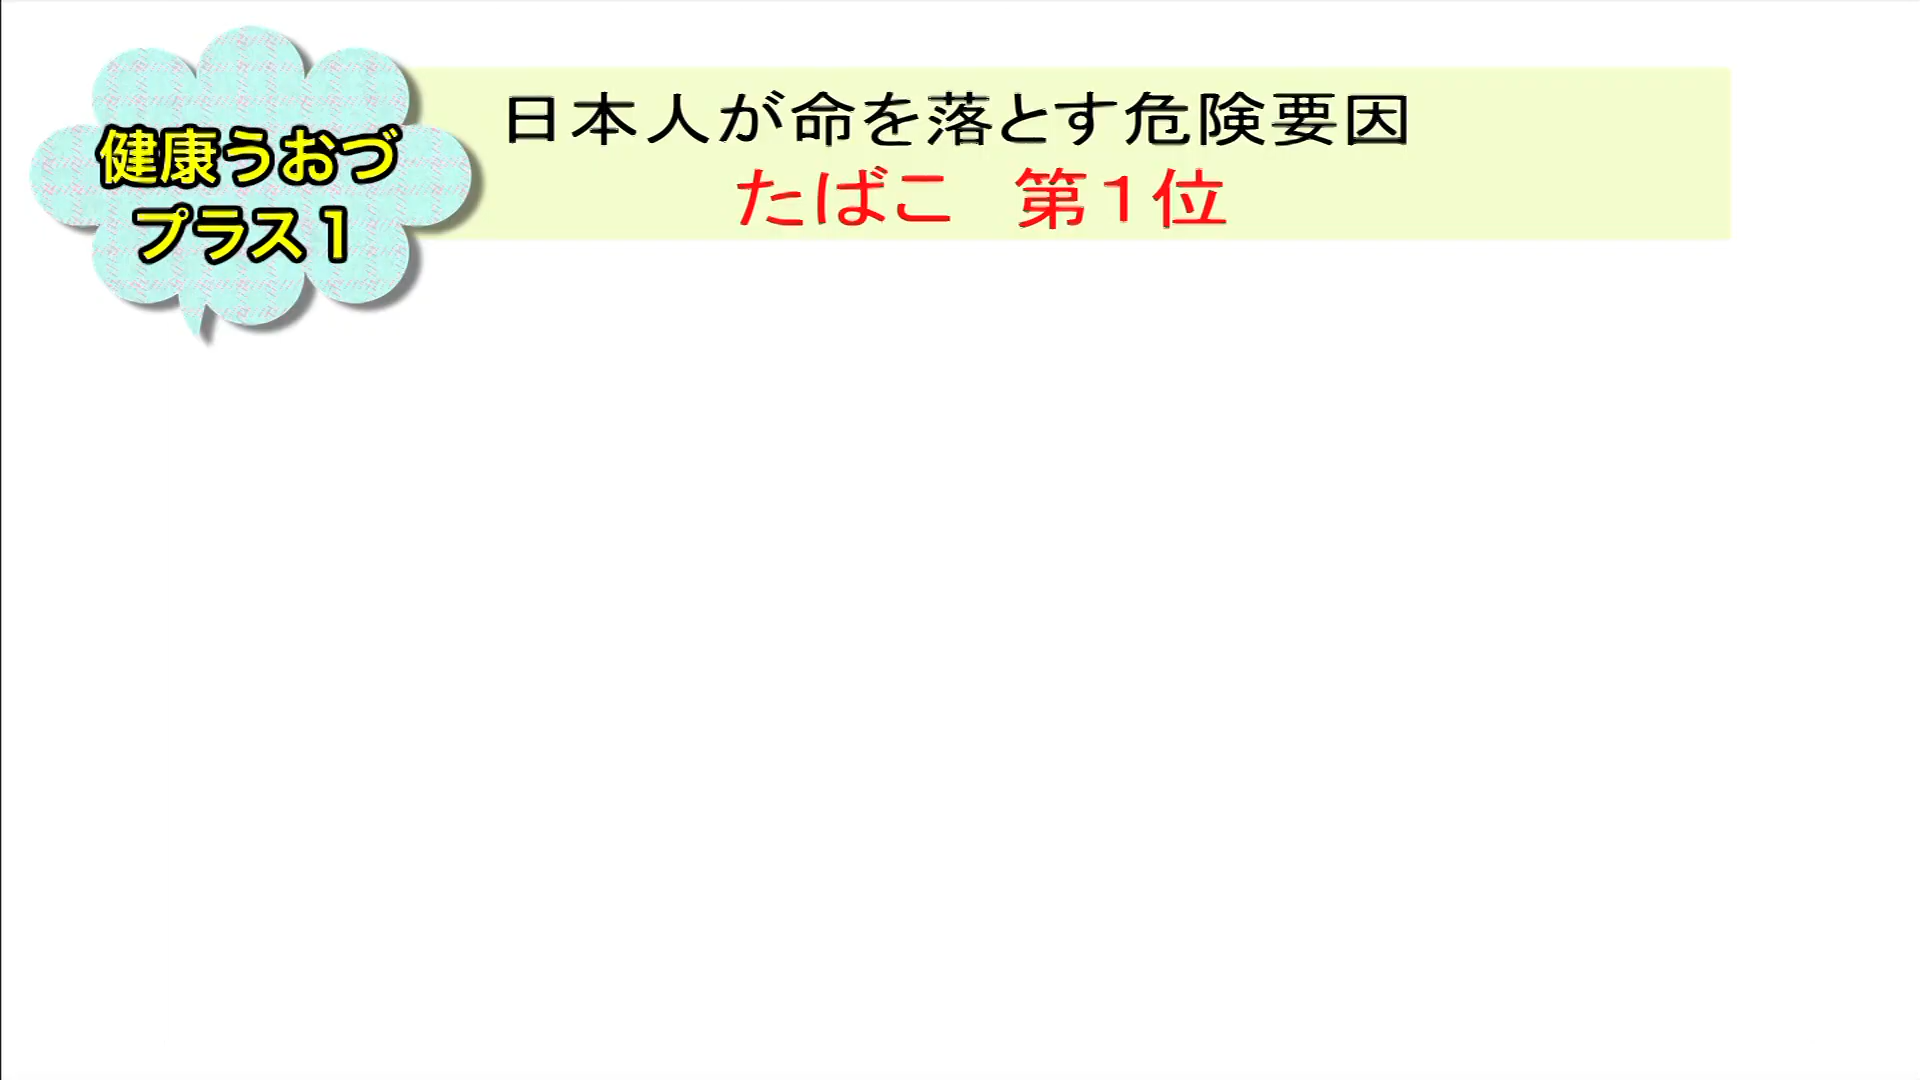 健康うおづ
プラス１
日本人が命を落とす危険要因
たばこ　第１位